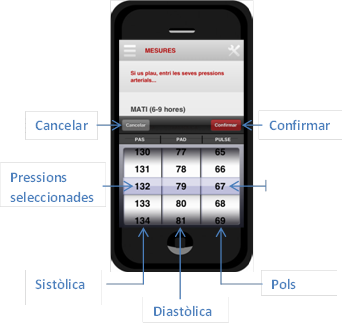 MESURES
Si us plau, entri les seves pressions
arterials...
MATI (6-9 hores)
Cancelar
Cancelar
Confirmar
Confirmar
PAS PAD PULSE
130 77 65
131 78 66
Pressions
seleccionades
132 79 67
133 80 68
134 81 69
Sistòlica
Diastòlica
Pols